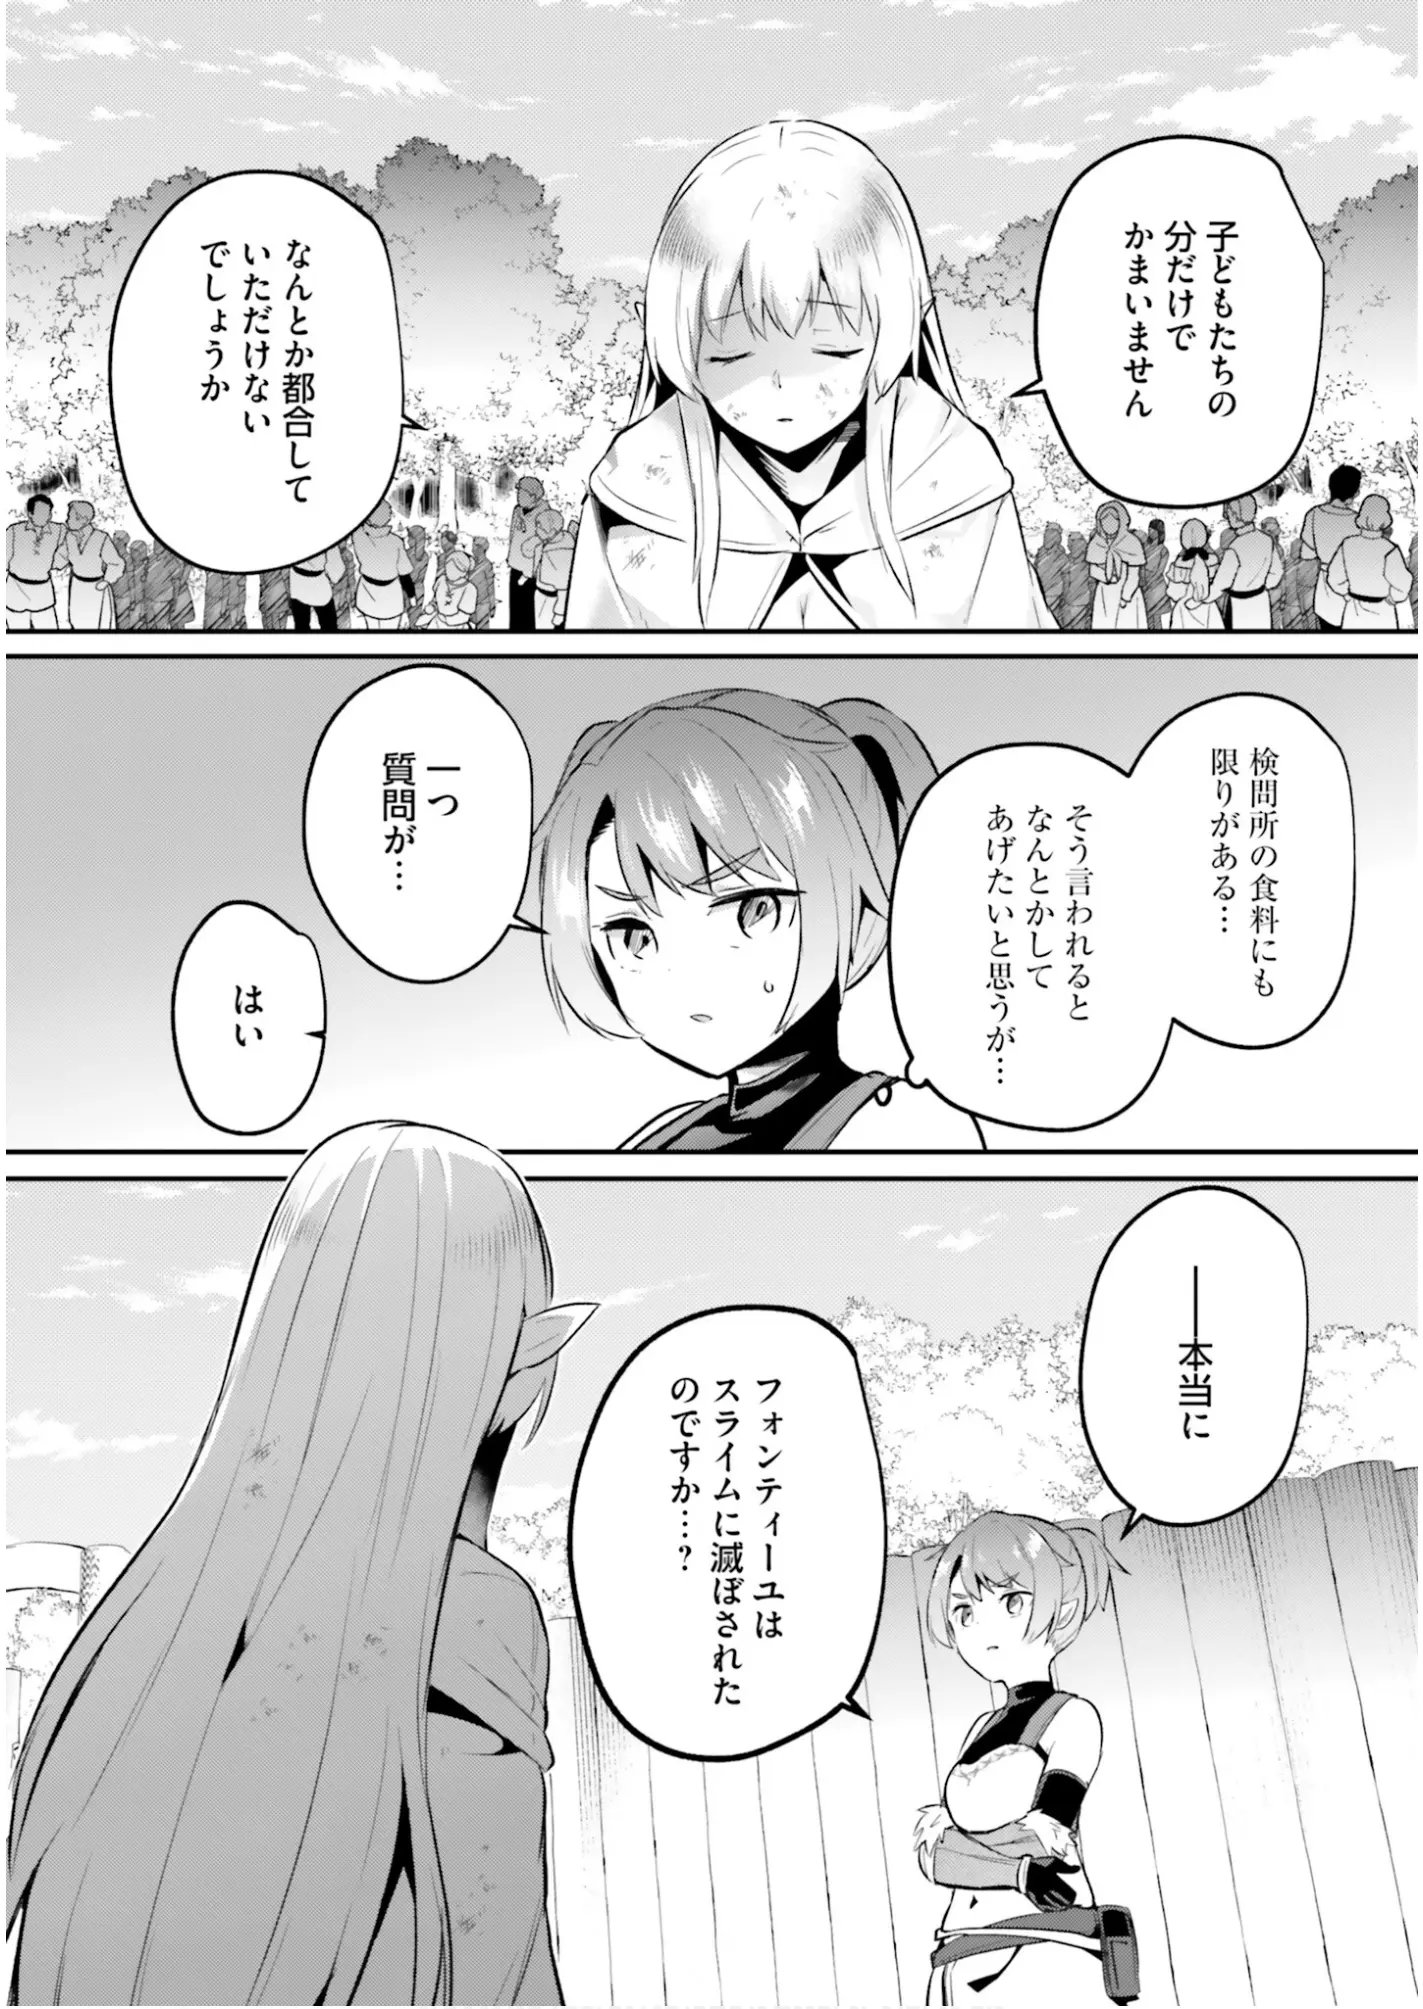 子どもたちの
分だけで
かまいません
なんとか都合して
いただけない
でしょうか
検問所の食料にも
限りがある…
そう言われると
なんとかして
あげたいと思うが…
一つ
質問が…
はい
――本当に
フォンティーユは
スライムに滅ぼされた
のですか…?